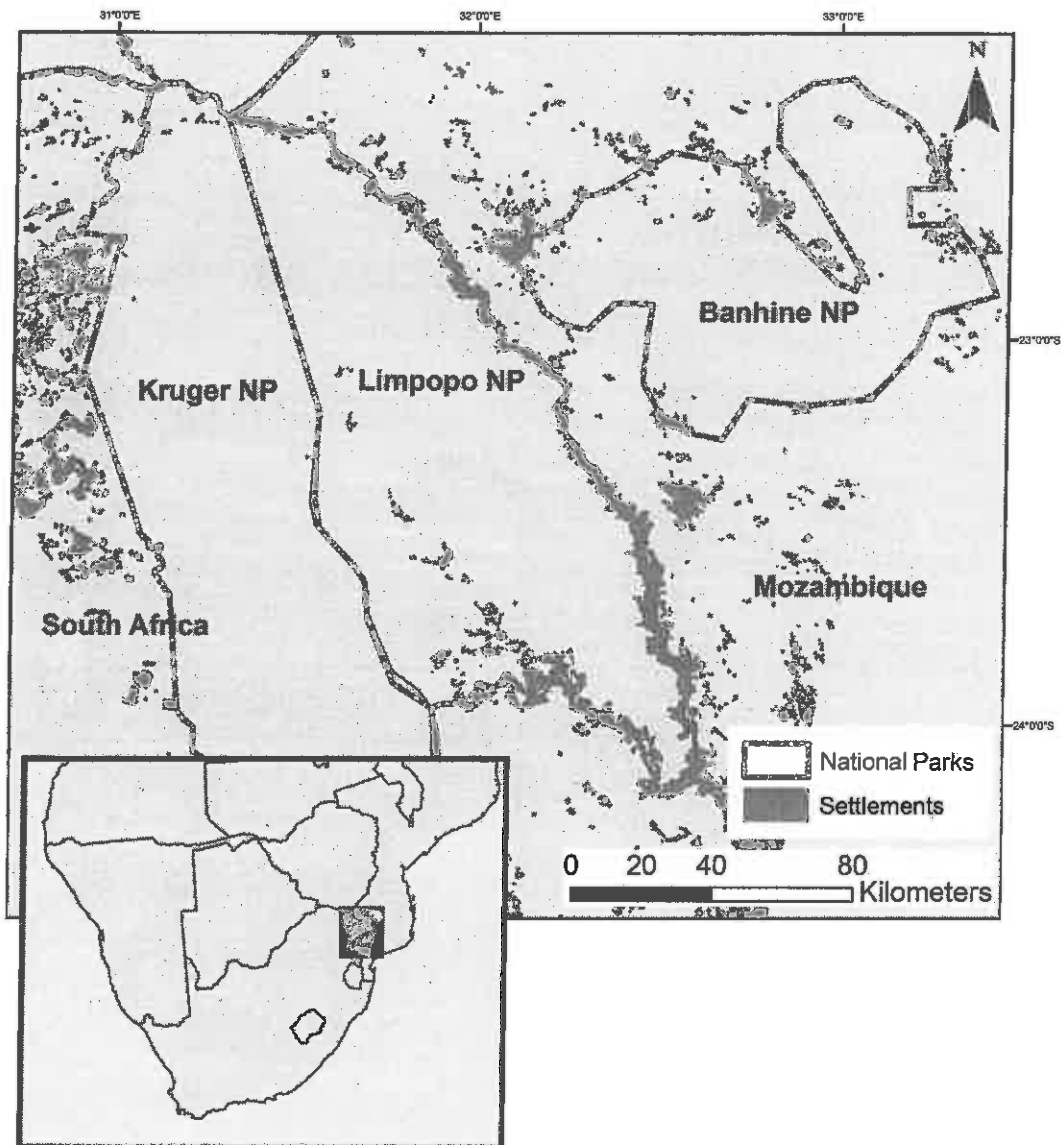 31°0'0"E 32°0'0"E 33°0'0"E
N
Banhine NP
23°0'0"S
Kruger NP Limpopo NP
Mozambique
South Africa
24°0'0"S
National Parks
Settlements
0 20 40 80
Kilometers